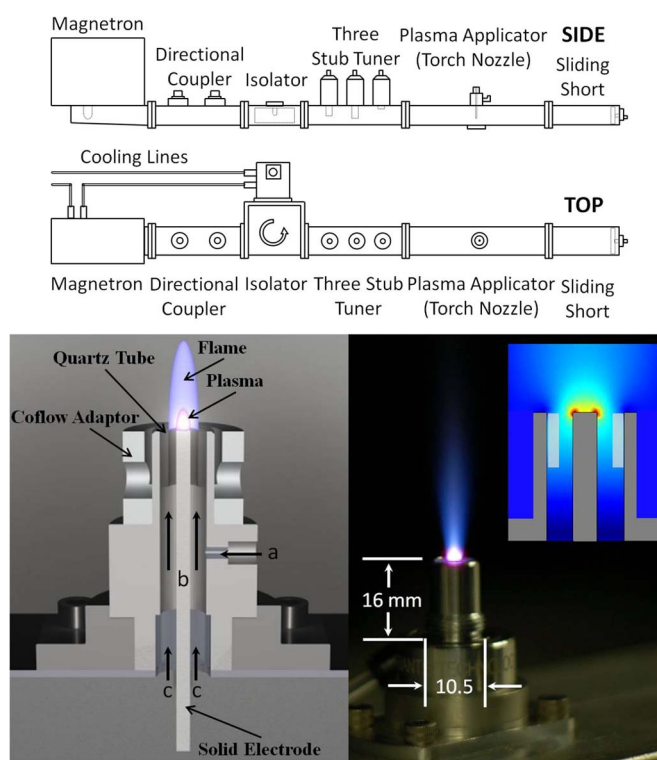 Magnetron
Directional
Coupler
Isolator
Three
Stub Tuner
Plasma Applicator
(Torch Nozzle)
SIDE
Sliding
Short
Cooling Lines
TOP
Magnetron
Directional
Coupler
Isolator
Three Stub
Tuner
Plasma Applicator
(Torch Nozzle)
Sliding
Short
Flame
Quartz Tube
Plasma
Coflow Adaptor
a
b
c
c
Solid Electrode
16 mm
10.5